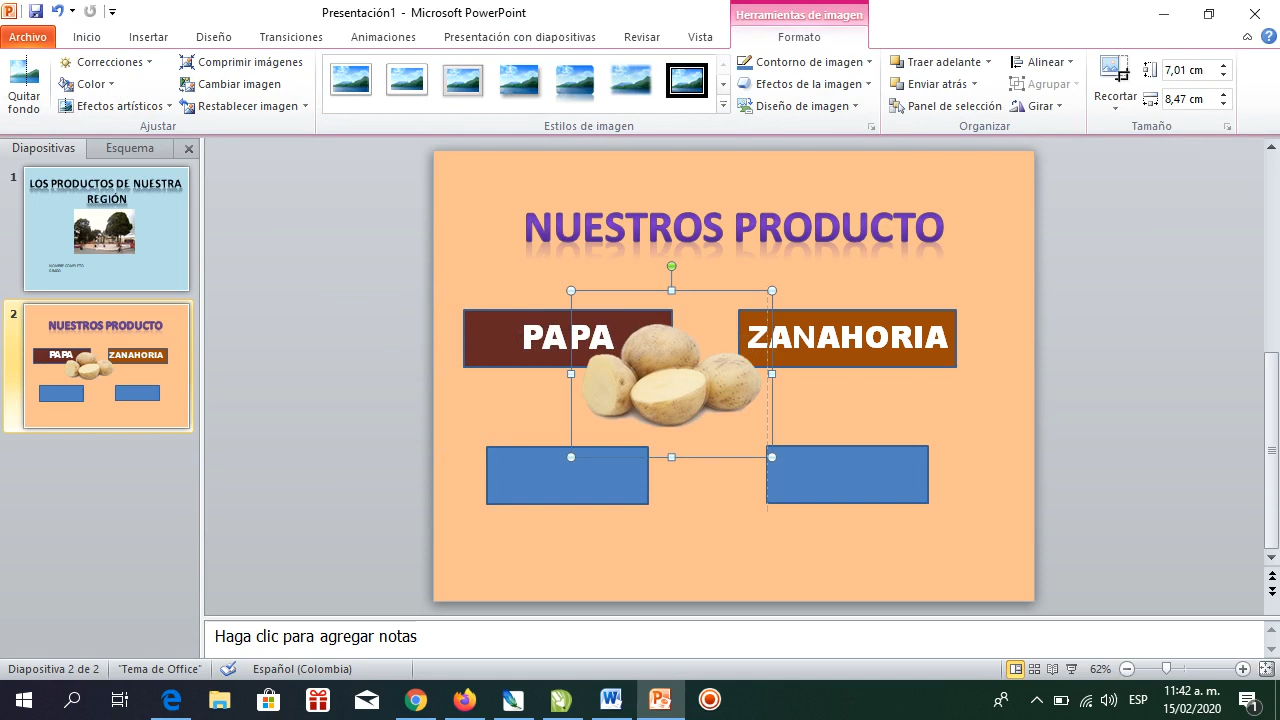 Presentación1 - Microsoft PowerPoint
Herramientas de imagen
Archivo Inicio Insertar Diseño Transiciones Animaciones Presentación con diapositivas Revisar Vista Formato
Correcciones Comprimir imágenes Contorno de imagen Traer adelante Alinear 7,01 cm
Quitar fondo Color Cambiar imagen Efectos de la imagen Enviar atrás Agrupar Recortar
Efectos artísticos Restablecer imagen Diseño de imagen Panel de selección Girar 8,47 cm
Ajustar Estilos de imagen Organizar Tamaño
Diapositivas Esquema
1
LOS PRODUCTOS DE NUESTRA
REGIÓN
NOMBRE COMPLETO
GRADO
2
NUESTROS PRODUCTO
PAPA ZANAHORIA
NUESTROS PRODUCTO
PAPA ZANAHORIA
Haga clic para agregar notas
Diapositiva 2 de 2 "Tema de Office" Español (Colombia) 62%
ESP 11:42 a. m.
15/02/2020 1